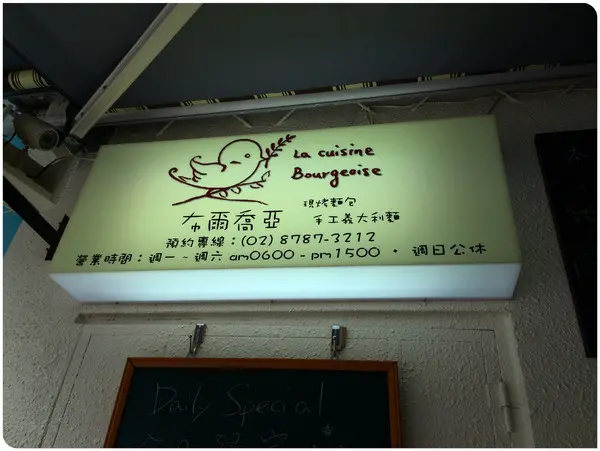 La cuisine
Bourgeoise
現烤麵包
布爾喬亞 手工義大利麵
預約專線：(02) 8787-3212
營業時間：週一～週六 am0600 - pm1500 · 週日公休
Daily Special